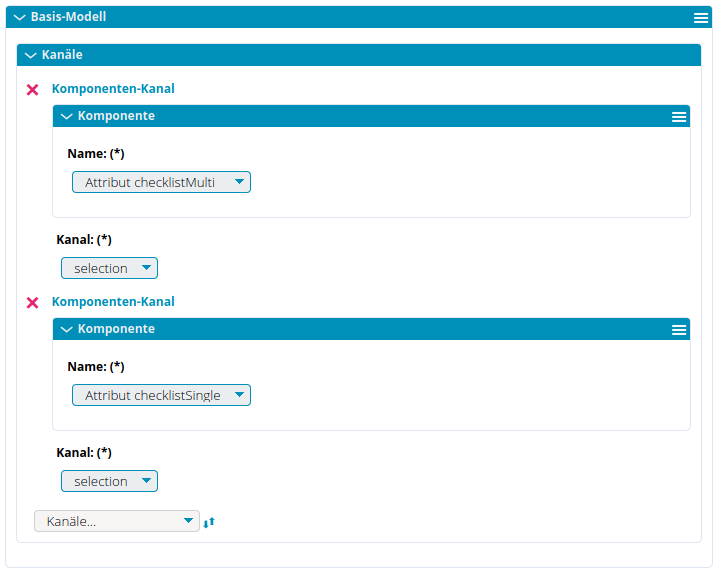 Basis-Modell
Kanäle
Komponenten-Kanal
Komponente
Name: (*)
Attribut checklistMulti
Kanal: (*)
selection
Komponenten-Kanal
Komponente
Name: (*)
Attribut checklistSingle
Kanal: (*)
selection
Kanäle...